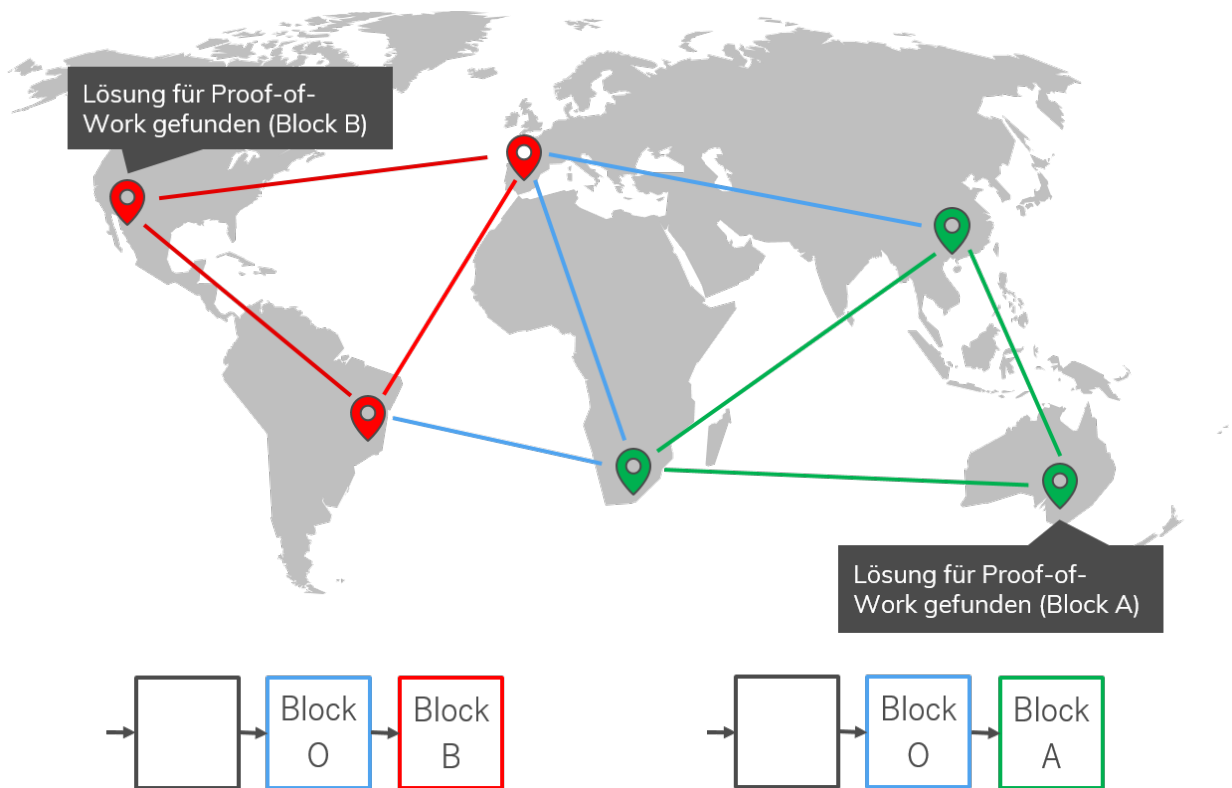 Lösung für Proof-of-
Work gefunden (Block B)
Lösung für Proof-of-
Work gefunden (Block A)
Block
O
Block
B
Block
O
Block
A